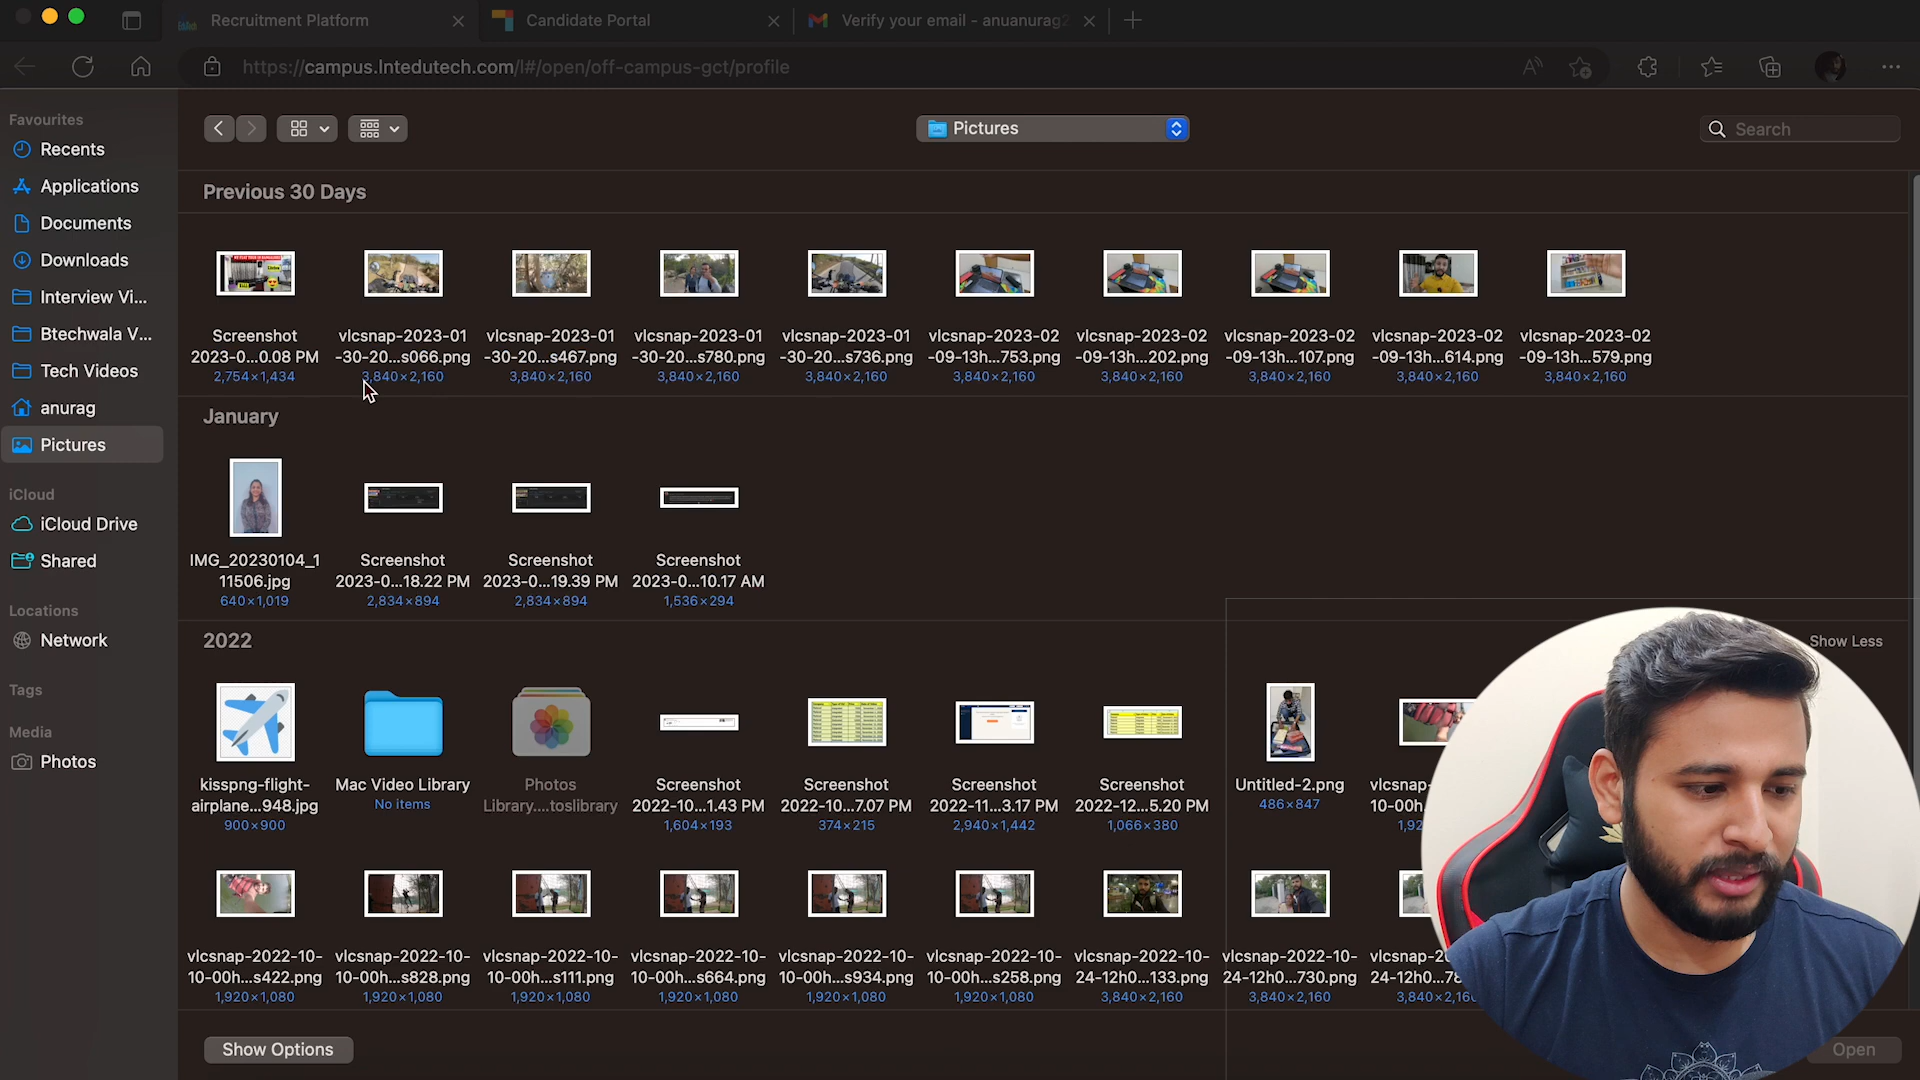 Recruitment Platform
Candidate Portal
Verify your email - anuanurag2
https://campus.lntedutech.com/l#/open/off-campus-gct/profile
Favourites
Recents
Applications
Documents
Downloads
Interview Vi...
Btechwala V...
Tech Videos
anurag
Pictures
iCloud
iCloud Drive
Shared
Locations
Network
Tags
Media
Photos
Pictures
Search
Previous 30 Days
Screenshot
2023-0...0.08 PM
2,754×1,434
vlcsnap-2023-01
-30-20...s066.png
3,840×2,160
vlcsnap-2023-01
-30-20...s467.png
3,840×2,160
vlcsnap-2023-01
-30-20...s780.png
3,840×2,160
vlcsnap-2023-01
-30-20...s736.png
3,840×2,160
vlcsnap-2023-02
-09-13h...753.png
3,840×2,160
vlcsnap-2023-02
-09-13h...202.png
3,840×2,160
vlcsnap-2023-02
-09-13h...107.png
3,840×2,160
vlcsnap-2023-02
-09-13h...614.png
3,840×2,160
vlcsnap-2023-02
-09-13h...579.png
3,840×2,160
January
IMG_20230104_1
11506.jpg
640×1,019
Screenshot
2023-0...18.22 PM
2,834×894
Screenshot
2023-0...19.39 PM
2,834×894
Screenshot
2023-0...10.17 AM
1,536×294
2022
Show Less
kisspng-flight-
airplane...948.jpg
900×900
Mac Video Library
No items
Photos
Library....toslibrary
Screenshot
2022-10...1.43 PM
1,604×193
Screenshot
2022-10...7.07 PM
374×215
Screenshot
2022-11...3.17 PM
2,940×1,442
Screenshot
2022-12...5.20 PM
1,066×380
Untitled-2.png
486×847
vlcsnap-
10-00h.
1,92
vlcsnap-2022-10-
10-00h...s422.png
1,920×1,080
vlcsnap-2022-10-
10-00h...s828.png
1,920×1,080
vlcsnap-2022-10-
10-00h...s111.png
1,920×1,080
vlcsnap-2022-10-
10-00h...s664.png
1,920×1,080
vlcsnap-2022-10-
10-00h...s934.png
1,920×1,080
vlcsnap-2022-10-
10-00h...s258.png
1,920×1,080
vlcsnap-2022-10-
24-12h0...133.png
3,840×2,160
vlcsnap-2022-10-
24-12h0...730.png
3,840×2,160
vlcsnap-2
24-12h0...78
3,840×2,160
Show Options
Open